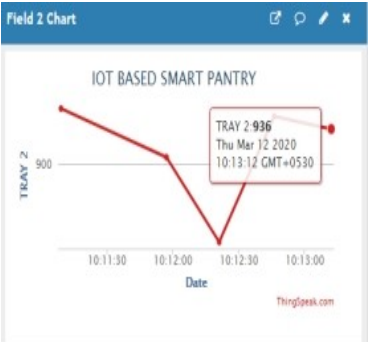 Field 2 Chart
IOT BASED SMART PANTRY
TRAY 2:936
Thu Mar 12 2020
10:13:12 GMT+0530
TRAY 2
900
10:11:30 10:12:00 10:12:30 10:13:00
Date
ThingSpeak.com